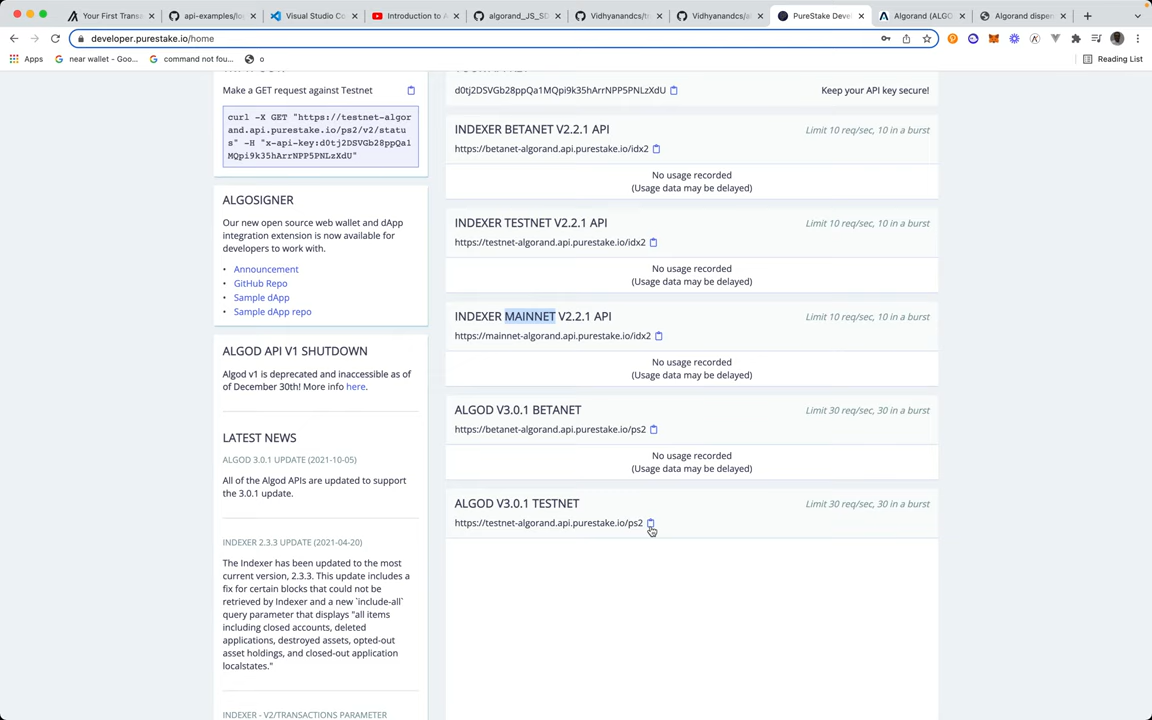 Your First Transa
api-examples/log
Visual Studio Co
Introduction to A
algorand_JS_SD
Vidhyanandcs/tr
Vidhyanandcs/al
PureStake Devel
Algorand (ALGO
Algorand dispen
developer.purestake.io/home
Apps
near wallet - Goo...
command not fou...
o
Reading List
Make a GET request against Testnet
curl -X GET "https://testnet-algor
and.api.purestake.io/ps2/v2/statu
s" -H "x-api-key:d0tj2DSVGb28ppQa1
MQpi9k35hArrNPP5PNLzXdU"
ALGOSIGNER
Our new open source web wallet and dApp
integration extension is now available for
developers to work with.
• Announcement
• GitHub Repo
• Sample dApp
• Sample dApp repo
ALGOD API V1 SHUTDOWN
Algod v1 is deprecated and inaccessible as of
of December 30th! More info here.
LATEST NEWS
ALGOD 3.0.1 UPDATE (2021-10-05)
All of the Algod APIs are updated to support
the 3.0.1 update.
INDEXER 2.3.3 UPDATE (2021-04-20)
The Indexer has been updated to the most
current version, 2.3.3. This update includes a
fix for certain blocks that could not be
retrieved by Indexer and a new `include-all`
query parameter that displays "all items
including closed accounts, deleted
applications, destroyed assets, opted-out
asset holdings, and closed-out application
localstates."
INDEXER - V2/TRANSACTIONS PARAMETER
d0tj2DSVGb28ppQa1MQpi9k35hArrNPP5PNLzXdU
Keep your API key secure!
INDEXER BETANET V2.2.1 API
Limit 10 req/sec, 10 in a burst
https://betanet-algorand.api.purestake.io/idx2
No usage recorded
(Usage data may be delayed)
INDEXER TESTNET V2.2.1 API
Limit 10 req/sec, 10 in a burst
https://testnet-algorand.api.purestake.io/idx2
No usage recorded
(Usage data may be delayed)
INDEXER MAINNET V2.2.1 API
Limit 10 req/sec, 10 in a burst
https://mainnet-algorand.api.purestake.io/idx2
No usage recorded
(Usage data may be delayed)
ALGOD V3.0.1 BETANET
Limit 30 req/sec, 30 in a burst
https://betanet-algorand.api.purestake.io/ps2
No usage recorded
(Usage data may be delayed)
ALGOD V3.0.1 TESTNET
Limit 30 req/sec, 30 in a burst
https://testnet-algorand.api.purestake.io/ps2